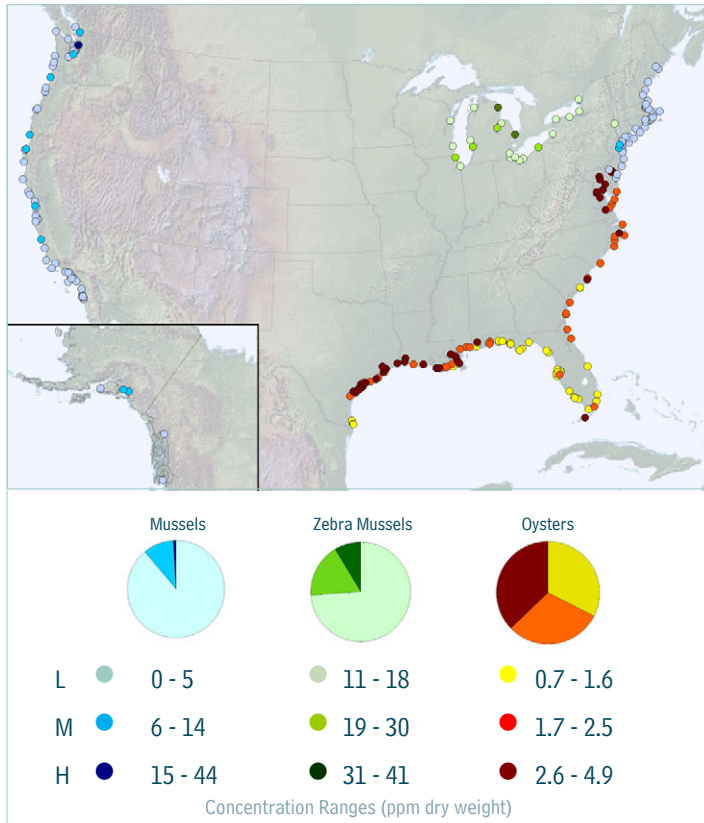 Mussels Zebra Mussels Oysters
L 0 - 5 11 - 18 0.7 - 1.6
M 6 - 14 19 - 30 1.7 - 2.5
H 15 - 44 31 - 41 2.6 - 4.9
Concentration Ranges (ppm dry weight)